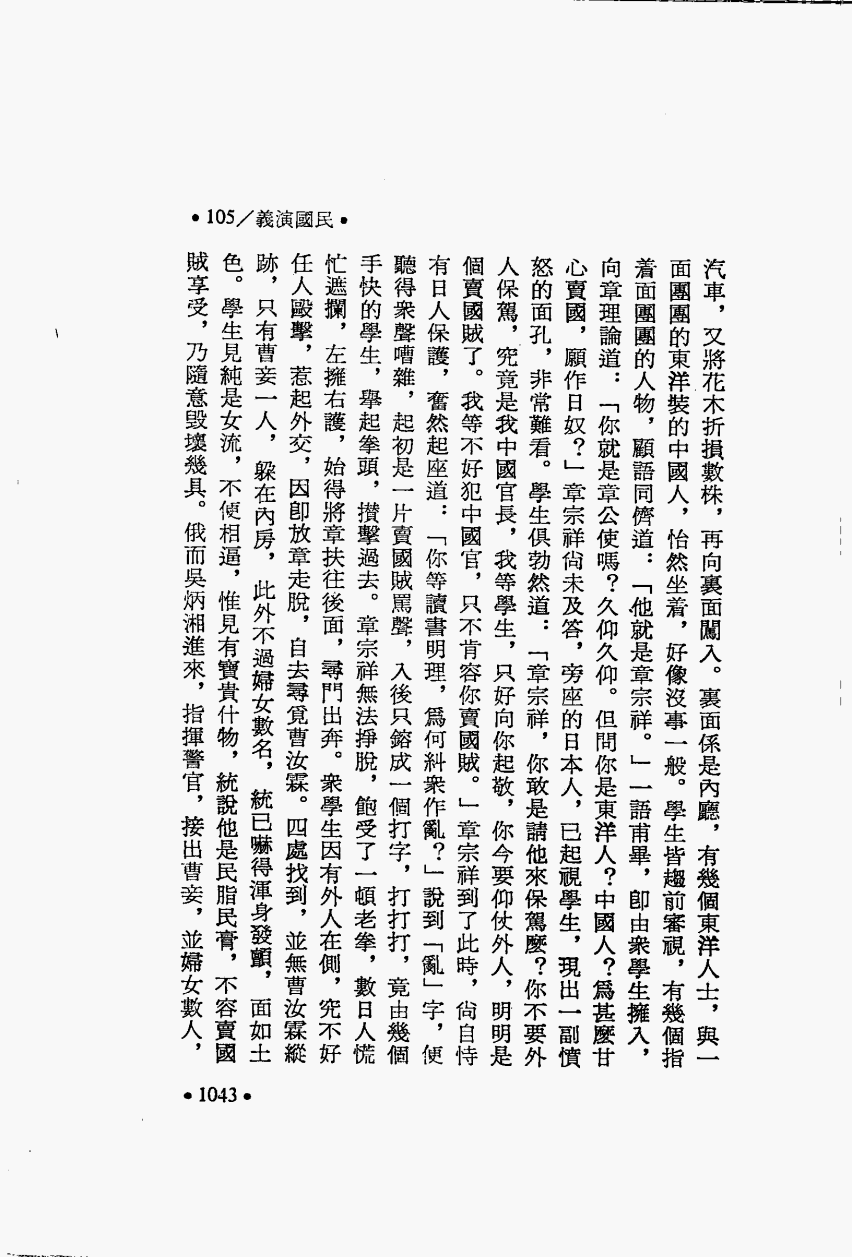 •105／義演國民•
汽車，又將花木折損數株，再向裏面闖入。裏面係是內廳，有幾個東洋人士，與一
面團團的東洋裝的中國人，怡然坐着，好像沒事一般。學生皆趨前審視，有幾個指
着面團團的人物，顧語同儕道：「他就是章宗祥。」一語甫畢，卽由衆學生擁入，
向章理論道：「你就是章公使嗎？久仰久仰。但問你是東洋人？中國人？爲甚麼甘
心賣國，願作日奴？」章宗祥尙未及答，旁座的日本人，已起視學生，現出一副憤
怒的面孔，非常難看。學生俱勃然道：「章宗祥，你敢是請他來保駕麼？你不要外
人保駕，究竟是我中國官長，我等學生，只好向你起敬，你今要仰仗外人，明明是
個賣國賊了。我等不好犯中國官，只不肯容你賣國賊。」章宗祥到了此時，尙自恃
有日人保護，奮然起座道：「你等讀書明理，爲何糾衆作亂？」說到「亂」字，便
聽得衆聲嘈雜，起初是一片賣國賊罵聲，入後只鎔成一個打字，打打打，竟由幾個
手快的學生，舉起拳頭，攢擊過去。章宗祥無法掙脫，飽受了一頓老拳，數日人慌
忙遮攔，左擁右護，始得將章扶往後面，尋門出奔。衆學生因有外人在側，究不好
任人毆擊，惹起外交，因卽放章走脫，自去尋覓曹汝霖。四處找到，並無曹汝霖縱
跡，只有曹妾一人，躲在內房，此外不過婦女數名，統已嚇得渾身發顫，面如土
色。學生見純是女流，不便相逼，惟見有寶貴什物，統說他是民脂民膏，不容賣國
賊享受，乃隨意毀壞幾具。俄而吳炳湘進來，指揮警官，接出曹妾，並婦女數人，
•1043•